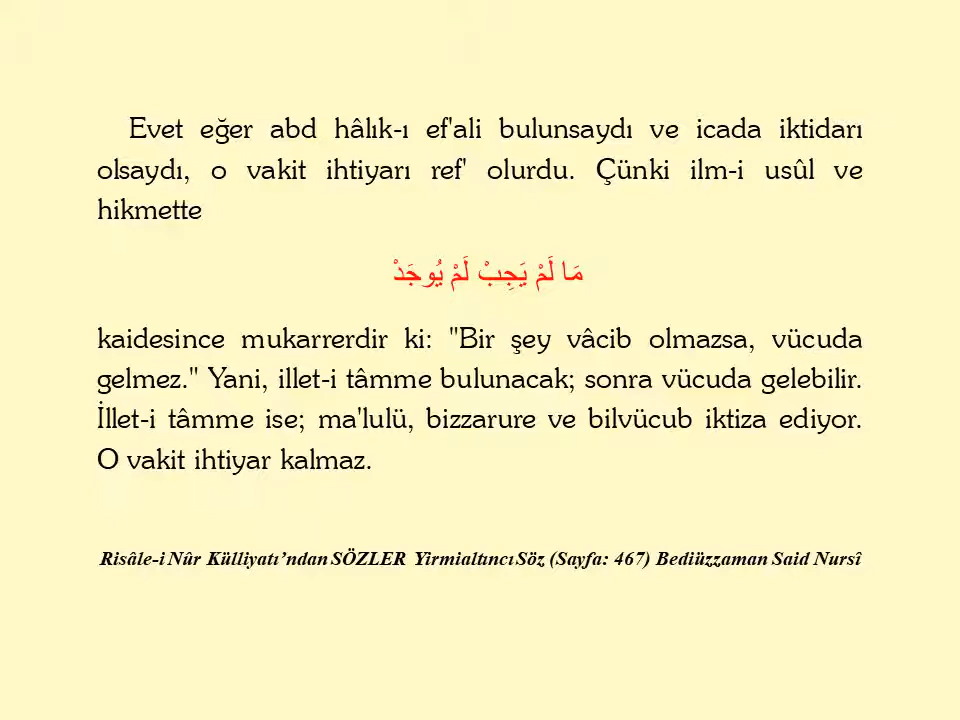 Evet eğer abd hâlık-ı ef'ali bulunsaydı ve icada iktidarı
olsaydı, o vakit ihtiyarı ref' olurdu. Çünki ilm-i usûl ve
hikmette
مَا لَمْ يَجِبْ لَمْ يُوجَدْ
kaidesince mukarrerdir ki: "Bir şey vâcib olmazsa, vücuda
gelmez." Yani, illet-i tâmme bulunacak; sonra vücuda gelebilir.
İllet-i tâmme ise; ma'lulü, bizzarure ve bilvücub iktiza ediyor.
O vakit ihtiyar kalmaz.
Risâle-i Nûr Külliyatı’ndan SÖZLER Yirmialtıncı Söz (Sayfa: 467) Bediüzzaman Said Nursî